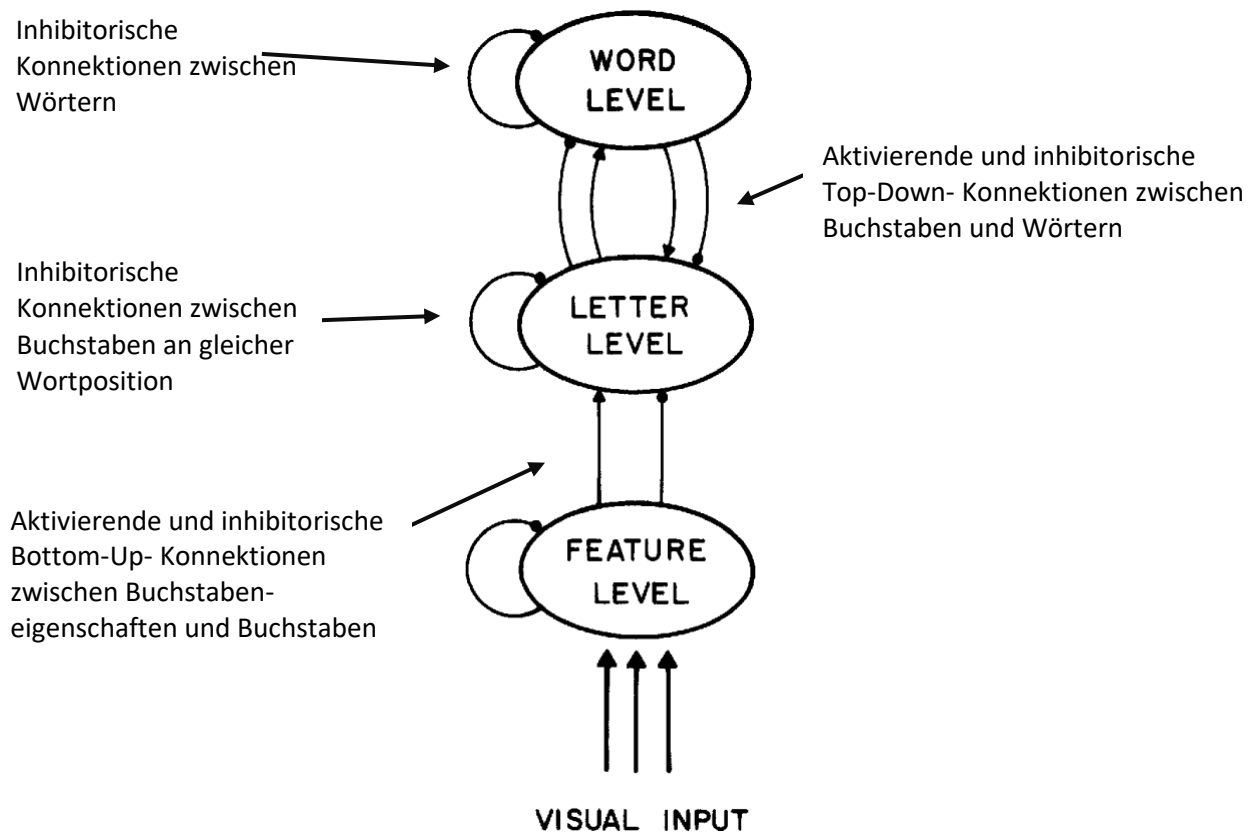 Inhibitorische
Konnektionen zwischen
Wörtern
WORD
LEVEL
Aktivierende und inhibitorische
Top-Down- Konnektionen zwischen
Buchstaben und Wörtern
Inhibitorische
Konnektionen zwischen
Buchstaben an gleicher
Wortposition
LETTER
LEVEL
Aktivierende und inhibitorische
Bottom-Up- Konnektionen
zwischen Buchstaben-
eigenschaften und Buchstaben
FEATURE
LEVEL
VISUAL INPUT